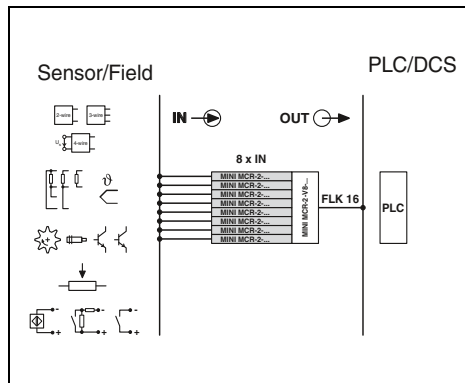 Sensor/Field
PLC/DCS
2-wire
3-wire
4-wire
IN
OUT
8 x IN
MINI MCR-2-...
MINI MCR-2-...
MINI MCR-2-...
MINI MCR-2-...
MINI MCR-2-...
MINI MCR-2-...
MINI MCR-2-...
MINI MCR-2-...
MINI MCR-2 -V8-...
FLK 16
PLC
ϑ
+
-
+
-
+
-
+